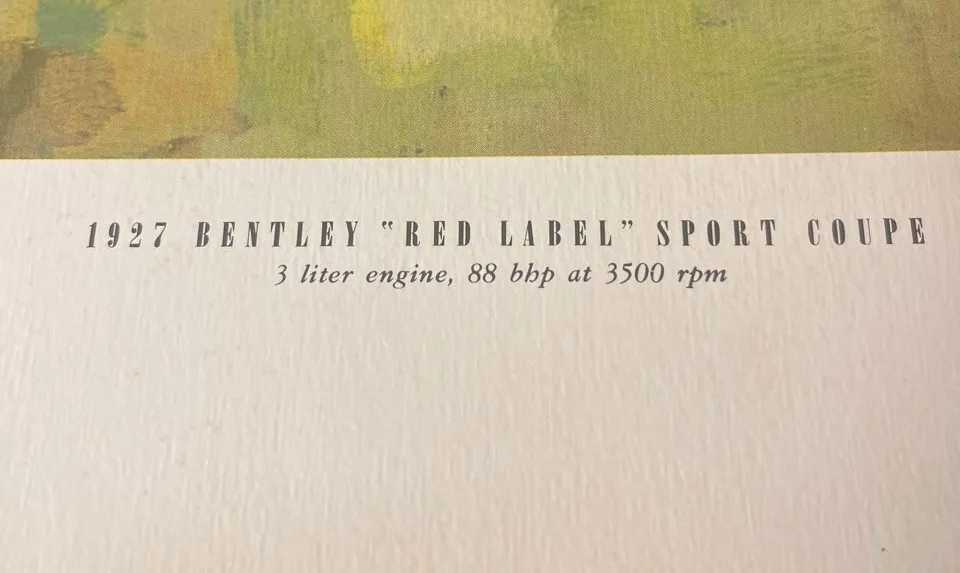 1927 BENTLEY "RED LABEL" SPORT COUPE
3 liter engine, 88 bhp at 3500 rpm